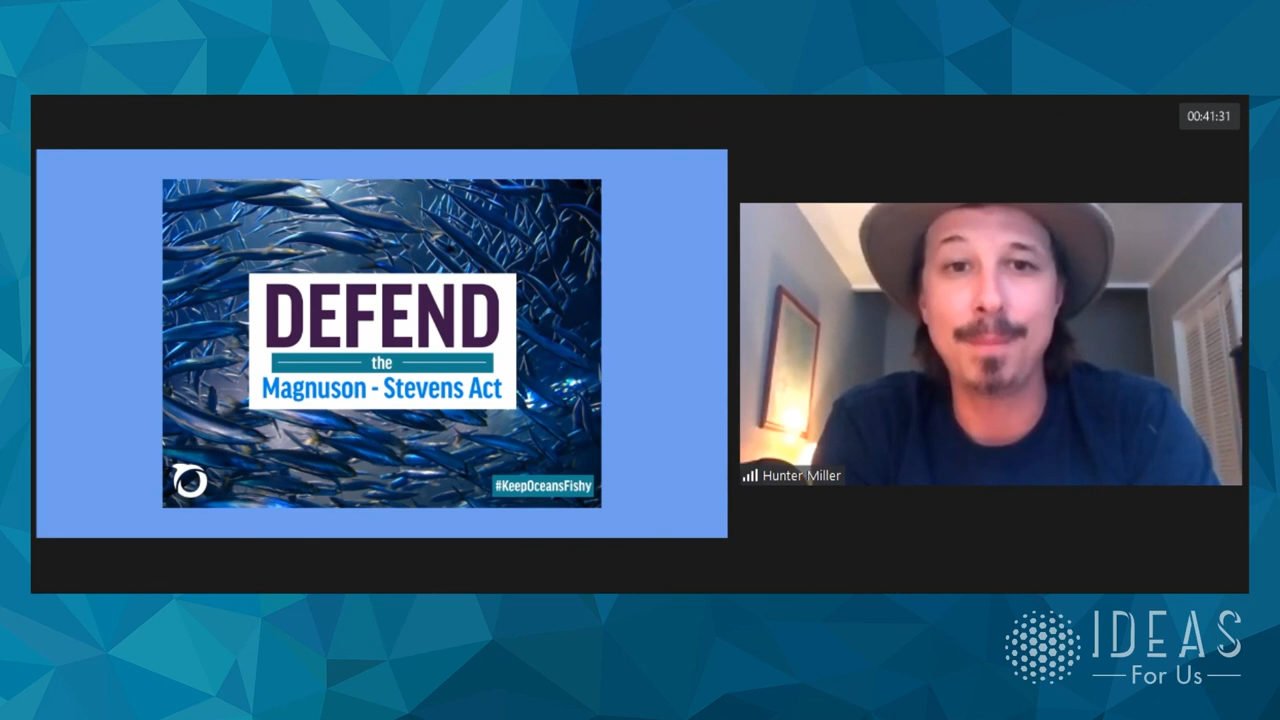 00:41:31
DEFEND
the
Magnuson - Stevens Act
#KeepOceansFishy
Hunter Miller
IDEAS
For Us